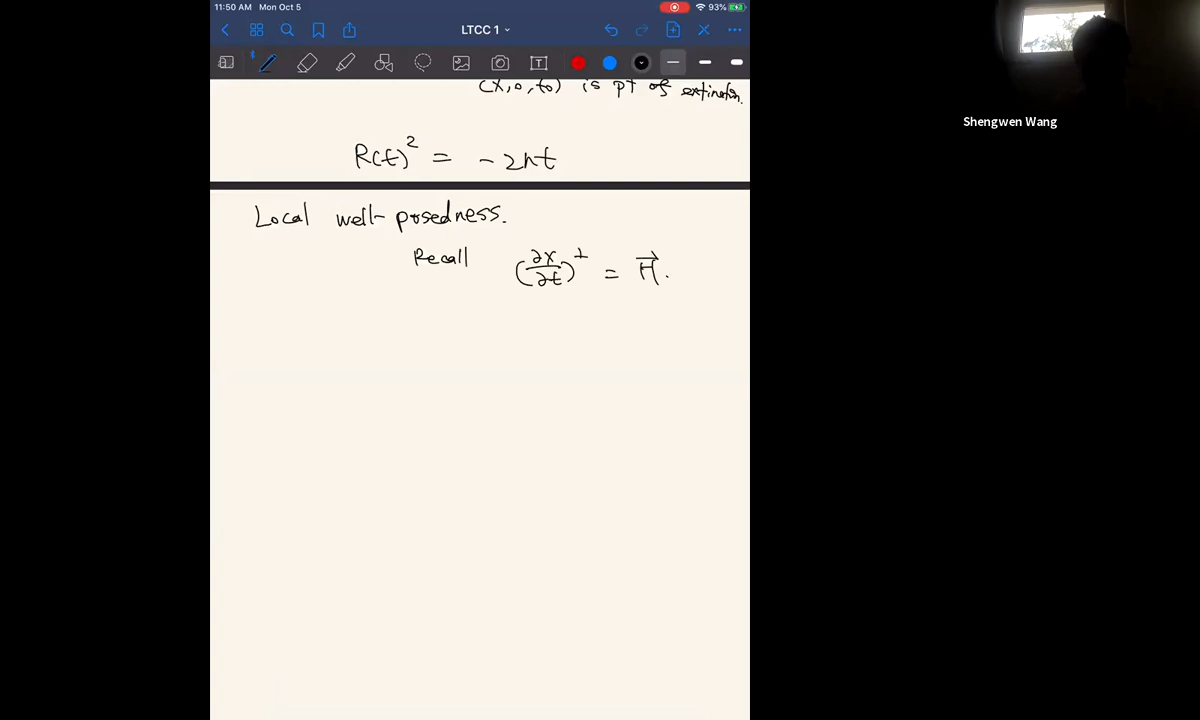 11:50 AM Mon Oct 5
93%
LTCC 1
(X,0,t₀) is pt of extinction.
R(t)² = -2nt
Local well-posedness.
Recall (∂X/∂t)^⊥ = H⃗.
Shengwen Wang